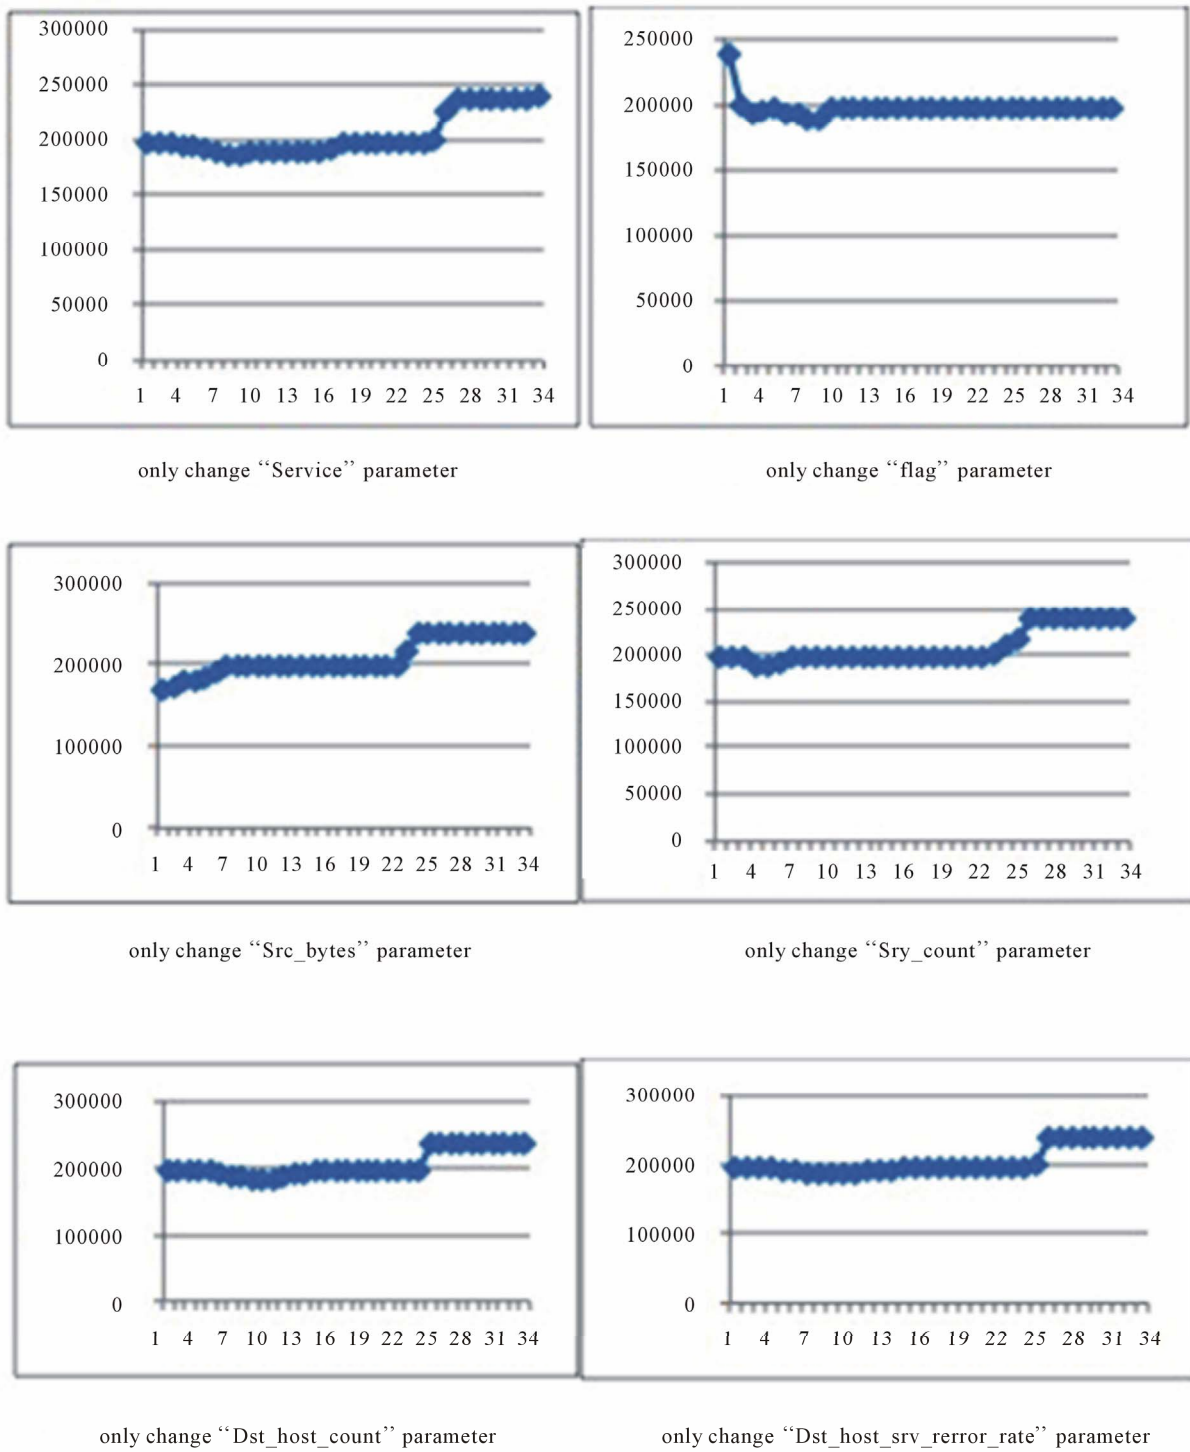 300000
250000
200000
150000
100000
50000
0
1 4 7 10 13 16 19 22 25 28 31 34
only change “Service” parameter
250000
200000
150000
100000
50000
0
1 4 7 10 13 16 19 22 25 28 31 34
only change “flag” parameter
300000
200000
100000
0
1 4 7 10 13 16 19 22 25 28 31 34
only change “Src_bytes” parameter
300000
250000
200000
150000
100000
50000
0
1 4 7 10 13 16 19 22 25 28 31 34
only change “Sry_count” parameter
300000
200000
100000
0
1 4 7 10 13 16 19 22 25 28 31 34
only change “Dst_host_count” parameter
300000
200000
100000
0
1 4 7 10 13 16 19 22 25 28 31 34
only change “Dst_host_srv_rerror_rate” parameter